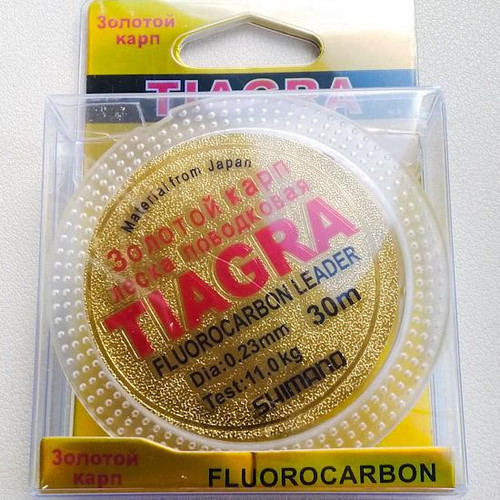 Золотой
карп
TIAGRA
Material from Japan
Золотой карп
леска поводковая
TIAGRA
FLUOROCARBON LEADER
30m
Dia:0.23mm
Test:11.0kg
SHIMANO
Золотой
карп
FLUOROCARBON